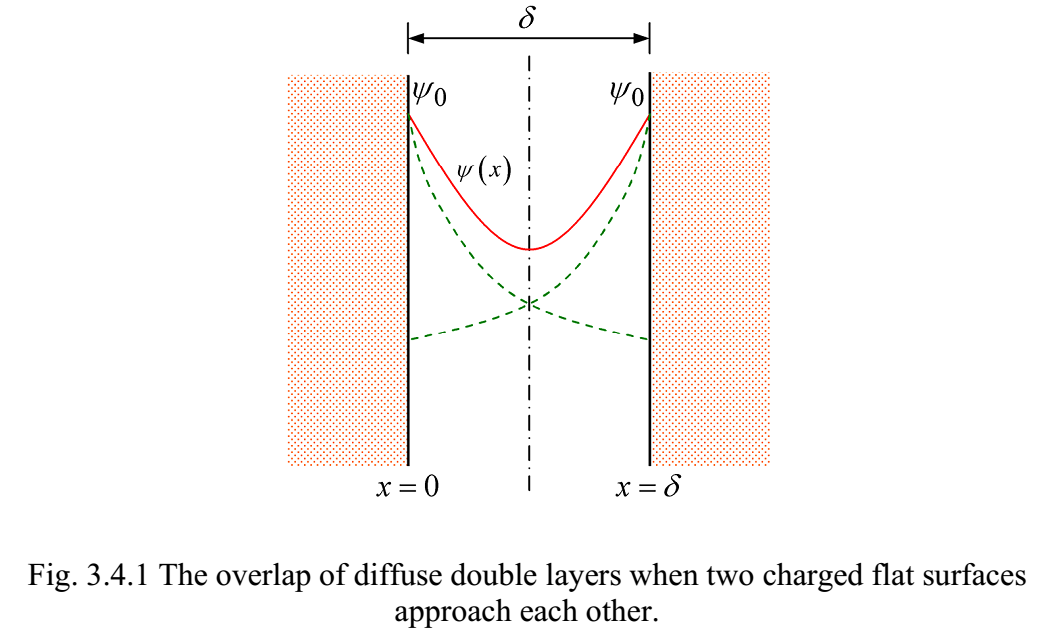 δ
ψ0 ψ0
ψ(x)
x = 0 x = δ
Fig. 3.4.1 The overlap of diffuse double layers when two charged flat surfaces
approach each other.